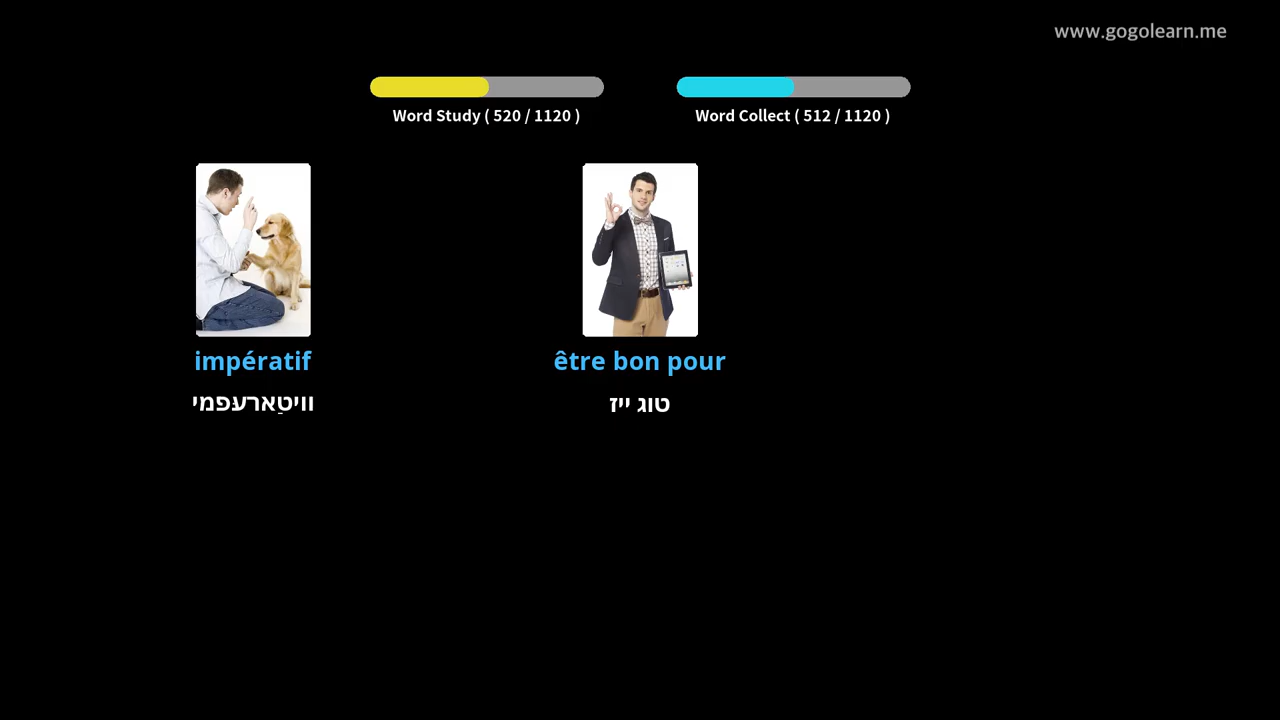 www.gogolearn.me
Word Study ( 520 / 1120 )
Word Collect ( 512 / 1120 )
impératif
וויטַארעפּמי
être bon pour
טוג ייז